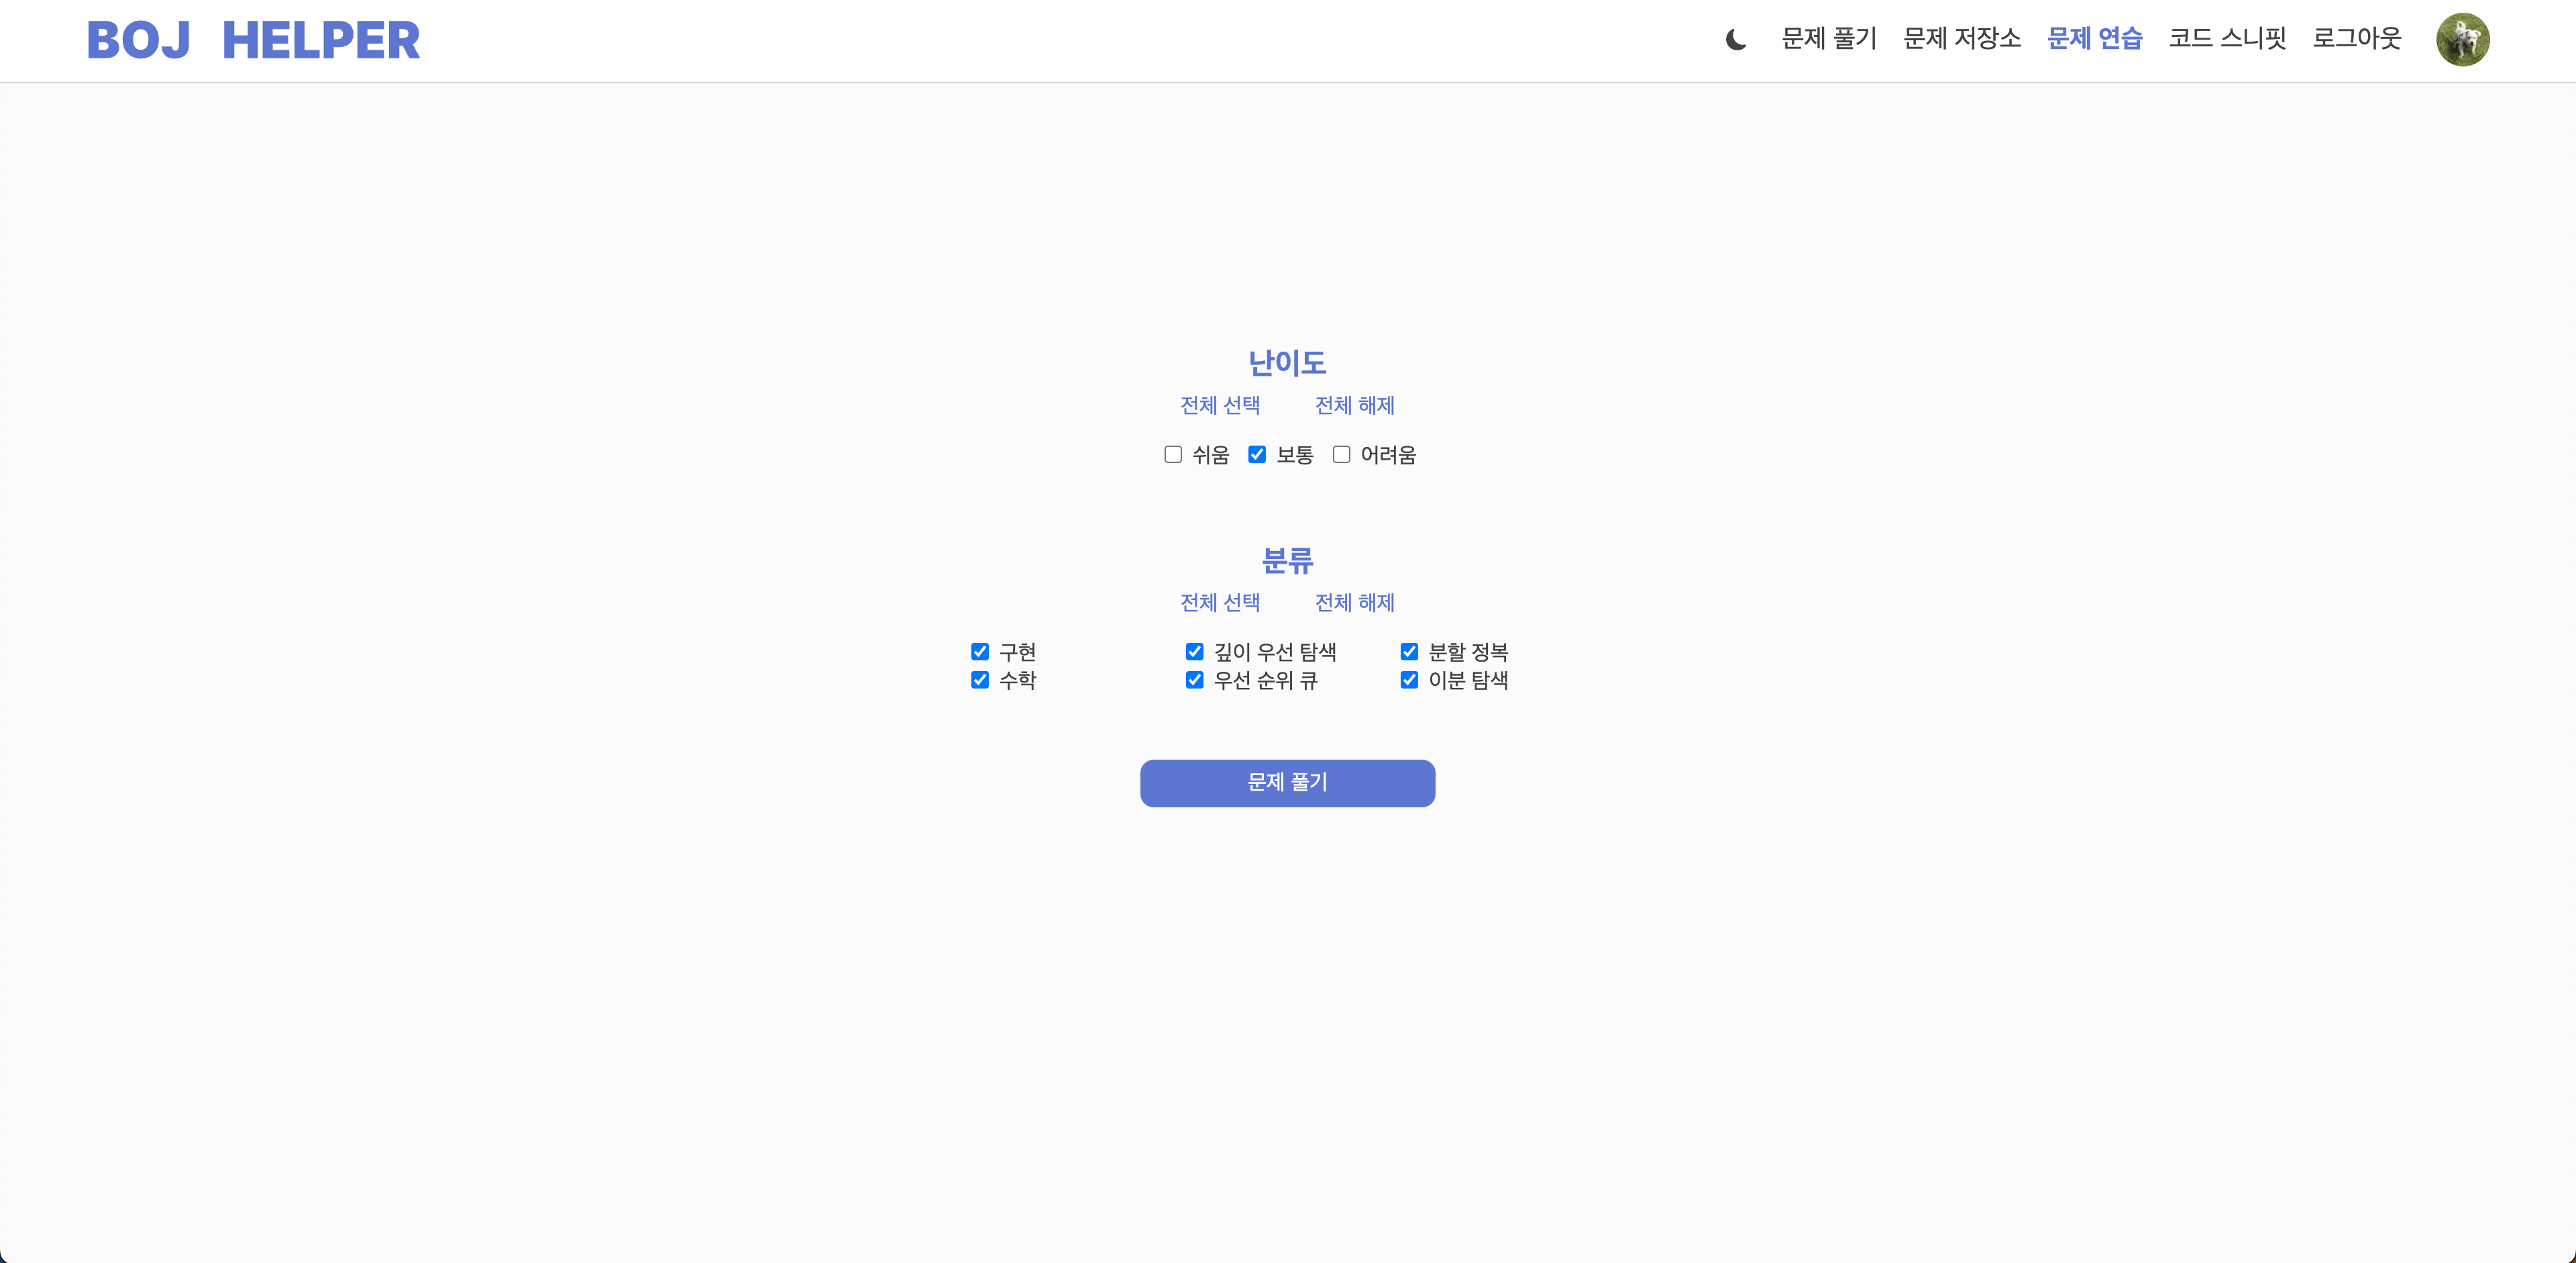 BOJ HELPER
문제 풀기 문제 저장소 문제 연습 코드 스니핏 로그아웃
난이도
전체 선택 전체 해제
쉬움 보통 어려움
분류
전체 선택 전체 해제
구현 깊이 우선 탐색 분할 정복
수학 우선 순위 큐 이분 탐색
문제 풀기